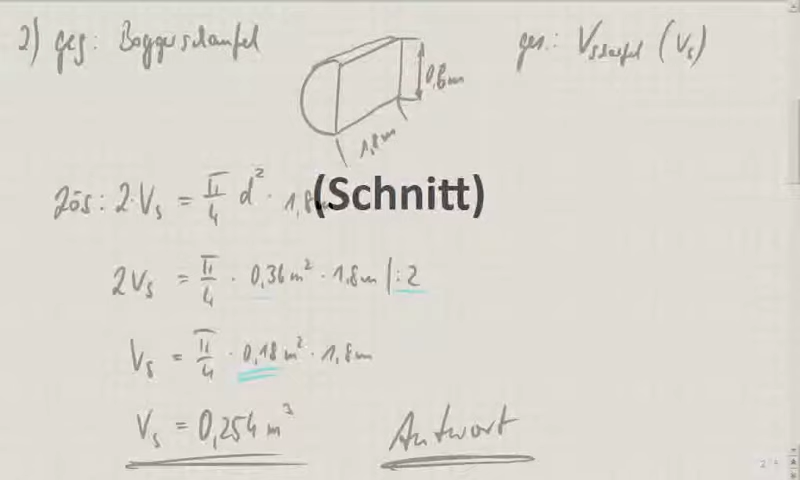 2) geg: Baggerschaufel
ges.: V Schaufel (Vs)
0,6m
1,8m
Lös: 2·Vs = π/4 d² · 1,8m
(Schnitt)
2Vs = π/4 · 0,36m² · 1,8m |:2
Vs = π/4 · 0,18m² · 1,8m
Vs = 0,254m³
Antwort